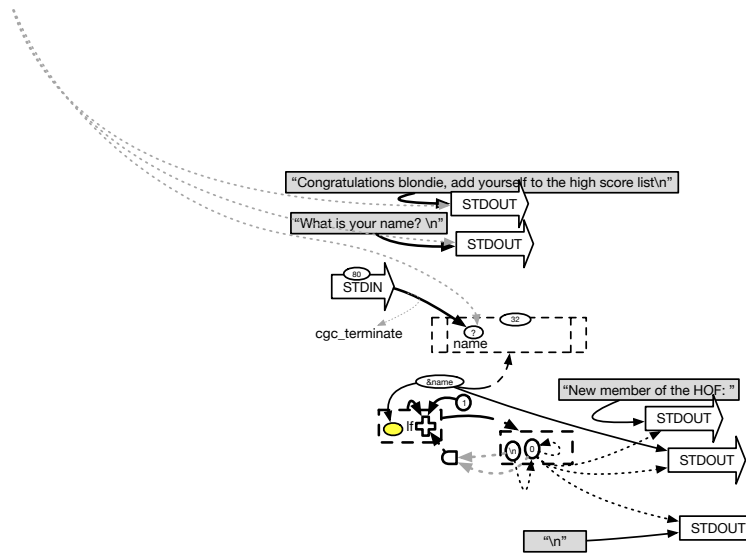 “Congratulations blondie, add yourself to the high score list\n”
STDOUT
“What is your name? \n”
STDOUT
80
STDIN
cgc_terminate
32
?
name
&name
“New member of the HOF: ”
1
STDOUT
lf
\n
0
STDOUT
STDOUT
“\n”